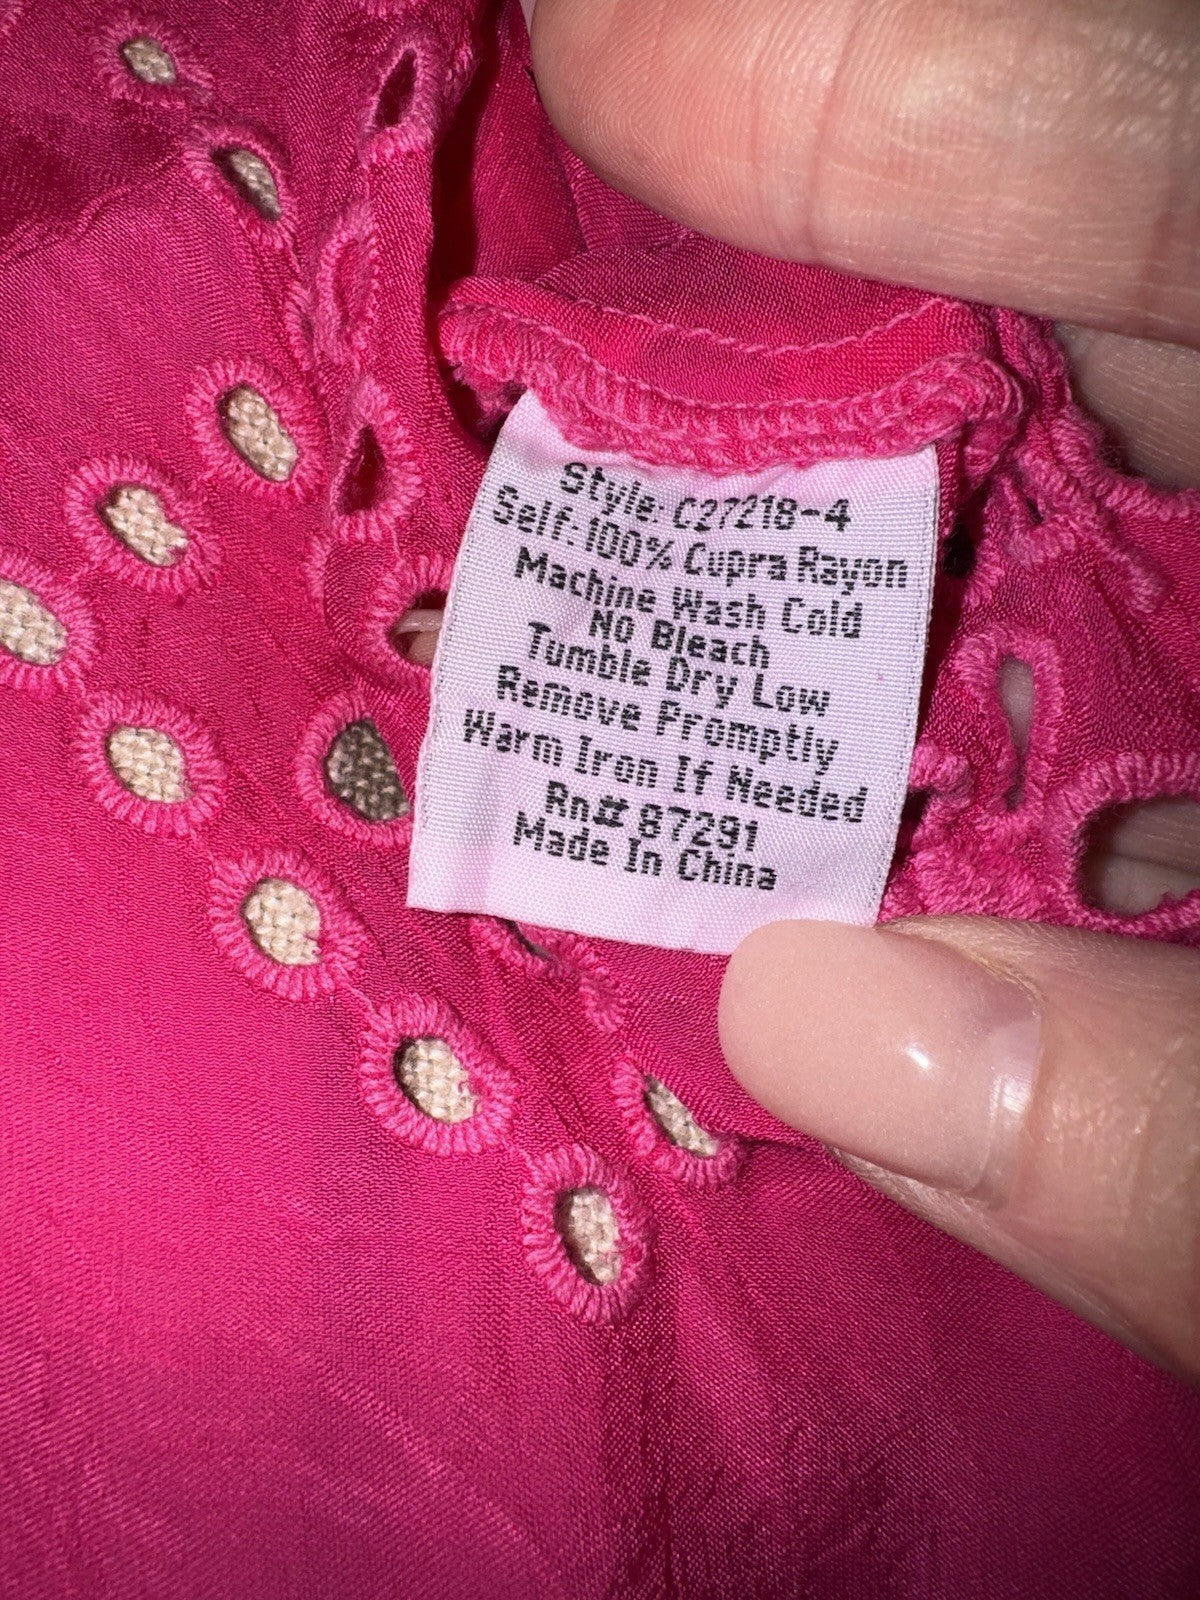 Style: C27218-4
Self: 100% Cupra Rayon
Machine Wash Cold
No Bleach
Tumble Dry Low
Remove Promptly
Warm Iron If Needed
Rn# 87291
Made In China